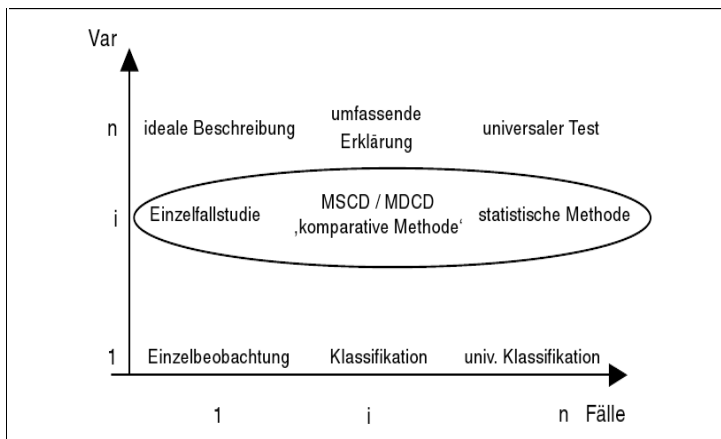 Var
n ideale Beschreibung umfassende Erklärung universaler Test
i Einzelfallstudie MSCD / MDCD ‚komparative Methode‘ statistische Methode
1 Einzelbeobachtung Klassifikation univ. Klassifikation
1 j n Fälle